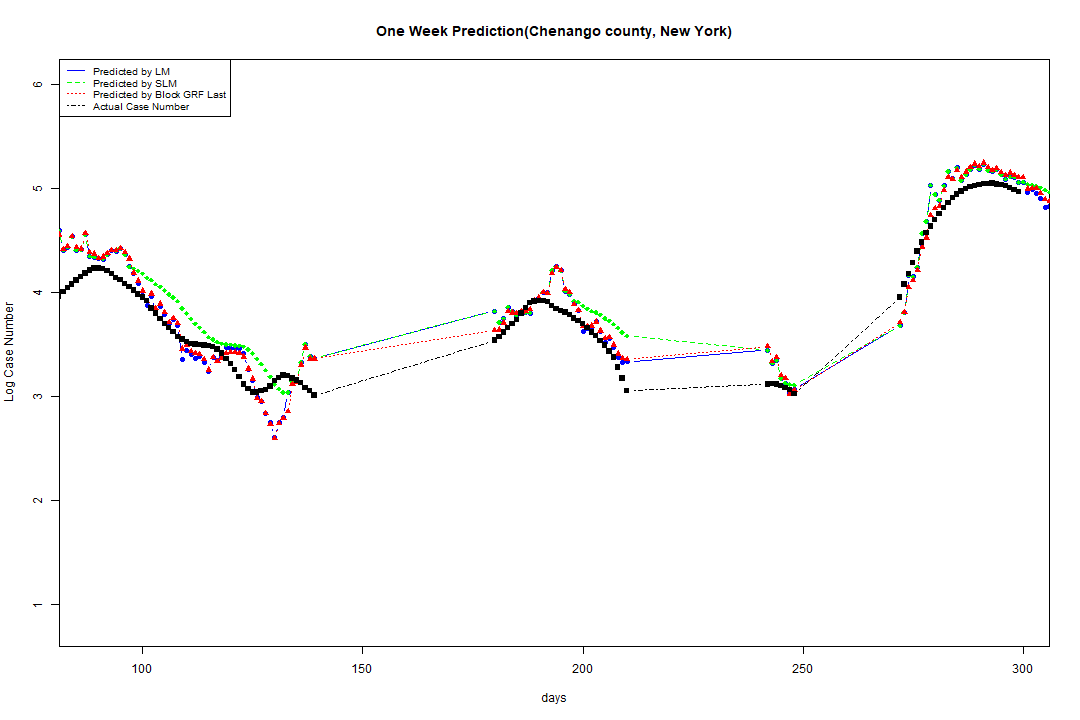 One Week Prediction(Chenango county, New York)
Predicted by LM
Predicted by SLM
Predicted by Block GRF Last
Actual Case Number
6
5
4
3
2
1
Log Case Number
100 150 200 250 300
days